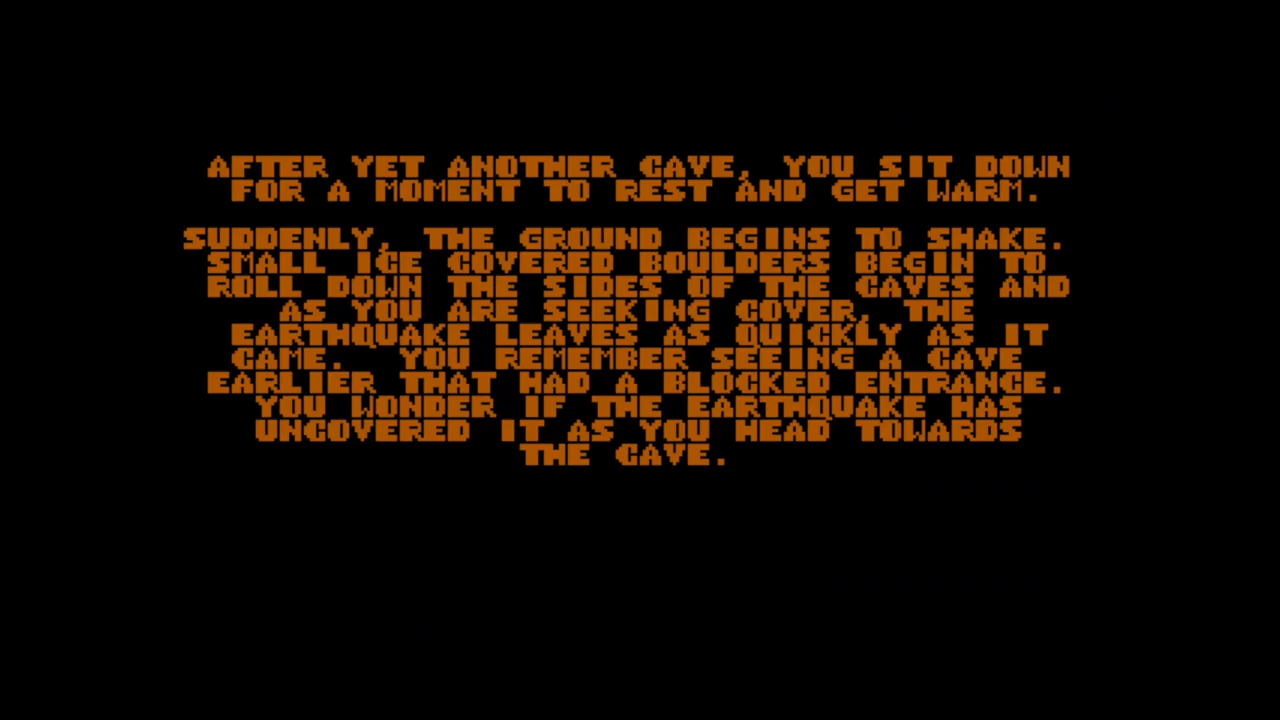 AFTER YET ANOTHER CAVE, YOU SIT DOWN
FOR A MOMENT TO REST AND GET WARM.
SUDDENLY, THE GROUND BEGINS TO SHAKE.
SMALL ICE COVERED BOULDERS BEGIN TO
ROLL DOWN THE SIDES OF THE CAVES AND
AS YOU ARE SEEKING COVER, THE
EARTHQUAKE LEAVES AS QUICKLY AS IT
CAME. YOU REMEMBER SEEING A CAVE
EARLIER THAT HAD A BLOCKED ENTRANCE.
YOU WONDER IF THE EARTHQUAKE HAS
UNCOVERED IT AS YOU HEAD TOWARDS
THE CAVE.